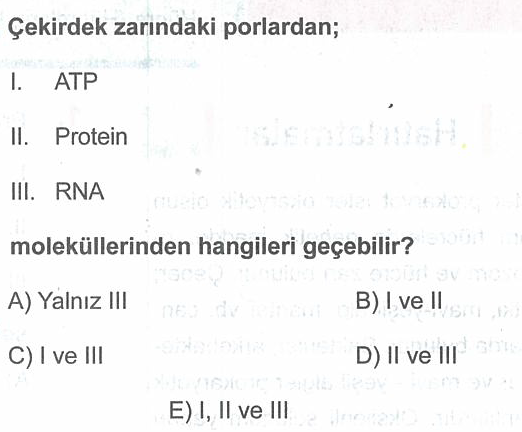 Çekirdek zarındaki porlardan;
I. ATP
II. Protein
III. RNA
moleküllerinden hangileri geçebilir?
A) Yalnız III
B) I ve II
C) I ve III
D) II ve III
E) I, II ve III